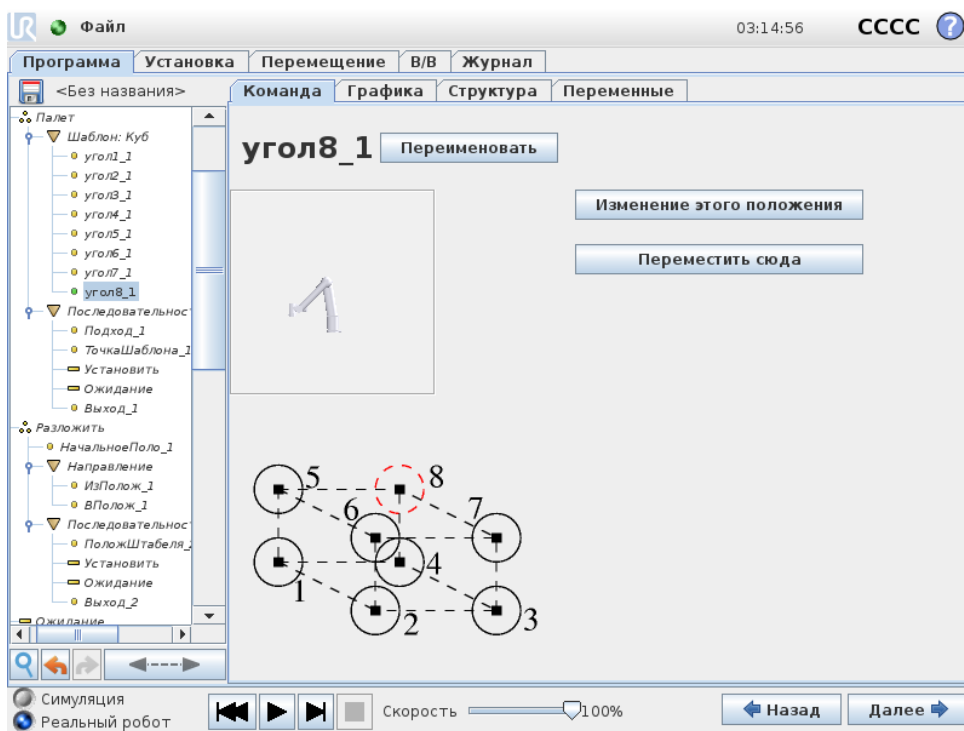 UR Файл 03:14:56 CCCC ?
Программа Установка Перемещение В/В Журнал
<Без названия> Команда Графика Структура Переменные
Палет
Шаблон: Куб
угол1_1
угол2_1
угол3_1
угол4_1
угол5_1
угол6_1
угол7_1
угол8_1
Последовательнос
Подход_1
ТочкаШаблона_1
Установить
Ожидание
Выход_1
Разложить
НачальноеПоло_1
Направление
ИзПолож_1
ВПолож_1
Последовательнос
ПоложШтабеля_
Установить
Ожидание
Выход_2
Ожидание
угол8_1 Переименовать
Изменение этого положения
Переместить сюда
5 8
6 7
1 4
2 3
Симуляция
Реальный робот
Скорость 100%
Назад Далее